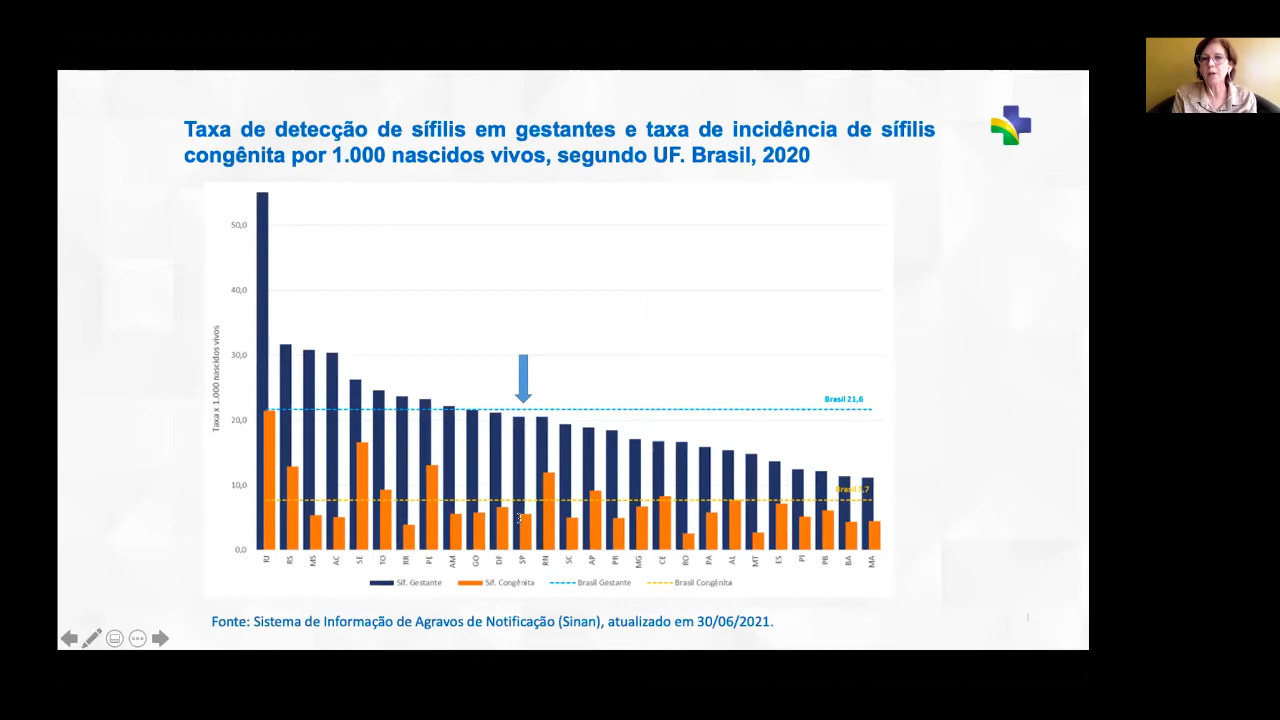 Taxa de detecção de sífilis em gestantes e taxa de incidência de sífilis
congênita por 1.000 nascidos vivos, segundo UF. Brasil, 2020
Taxa x 1.000 nascidos vivos
50,0
40,0
30,0
20,0
10,0
0,0
Brasil 21,6
Brasil 7,7
RJ RS MS AC SE TO RR PE AM GO DF SP RN SC AP PR MG CE RO PA AL MT ES PI PB BA MA
Sif. Gestante Sif. Congênita Brasil Gestante Brasil Congênita
Fonte: Sistema de Informação de Agravos de Notificação (Sinan), atualizado em 30/06/2021.